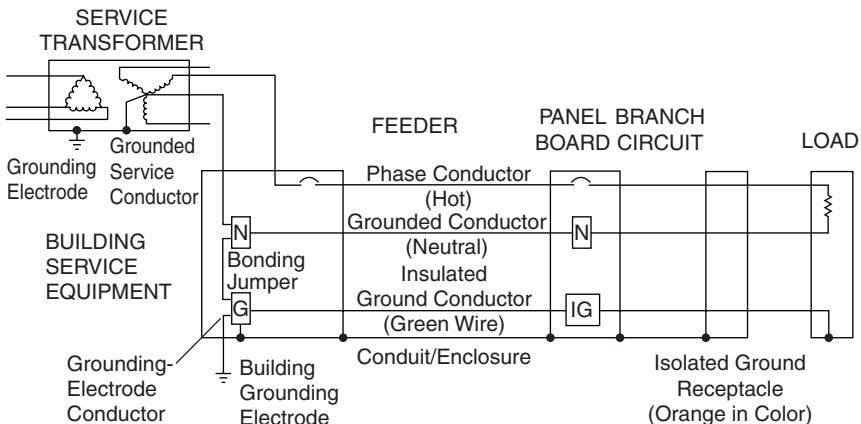 SERVICE
TRANSFORMER
Grounding
Electrode
Grounded
Service
Conductor
FEEDER
PANEL BRANCH
BOARD CIRCUIT
LOAD
Phase Conductor
(Hot)
Grounded Conductor
(Neutral)
Insulated
Ground Conductor
(Green Wire)
Conduit/Enclosure
N
N
Bonding
Jumper
G
IG
BUILDING
SERVICE
EQUIPMENT
Grounding-
Electrode
Conductor
Building
Grounding
Electrode
Isolated Ground
Receptacle
(Orange in Color)